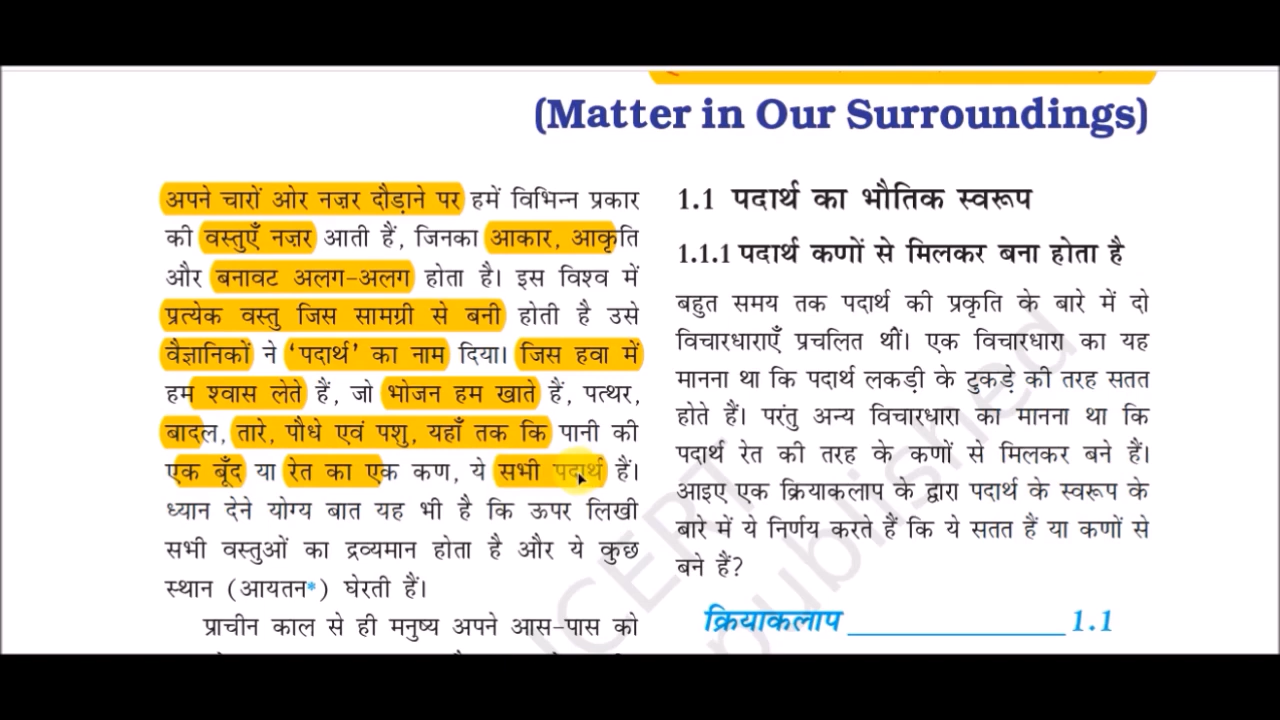 (Matter in Our Surroundings)
अपने चारों ओर नज़र दौड़ाने पर हमें विभिन्न प्रकार
की वस्तुएँ नज़र आती हैं, जिनका आकार, आकृति
और बनावट अलग-अलग होता है। इस विश्व में
प्रत्येक वस्तु जिस सामग्री से बनी होती है उसे
वैज्ञानिकों ने ‘पदार्थ’ का नाम दिया। जिस हवा में
हम श्वास लेते हैं, जो भोजन हम खाते हैं, पत्थर,
बादल, तारे, पौधे एवं पशु, यहाँ तक कि पानी की
एक बूँद या रेत का एक कण, ये सभी पदार्थ हैं।
ध्यान देने योग्य बात यह भी है कि ऊपर लिखी
सभी वस्तुओं का द्रव्यमान होता है और ये कुछ
स्थान (आयतन*) घेरती हैं।
प्राचीन काल से ही मनुष्य अपने आस-पास को
1.1 पदार्थ का भौतिक स्वरूप
1.1.1 पदार्थ कणों से मिलकर बना होता है
बहुत समय तक पदार्थ की प्रकृति के बारे में दो
विचारधाराएँ प्रचलित थीं। एक विचारधारा का यह
मानना था कि पदार्थ लकड़ी के टुकड़े की तरह सतत
होते हैं। परंतु अन्य विचारधारा का मानना था कि
पदार्थ रेत की तरह के कणों से मिलकर बने हैं।
आइए एक क्रियाकलाप के द्वारा पदार्थ के स्वरूप के
बारे में ये निर्णय करते हैं कि ये सतत हैं या कणों से
बने हैं?
क्रियाकलाप ______________ 1.1
NCERT
published